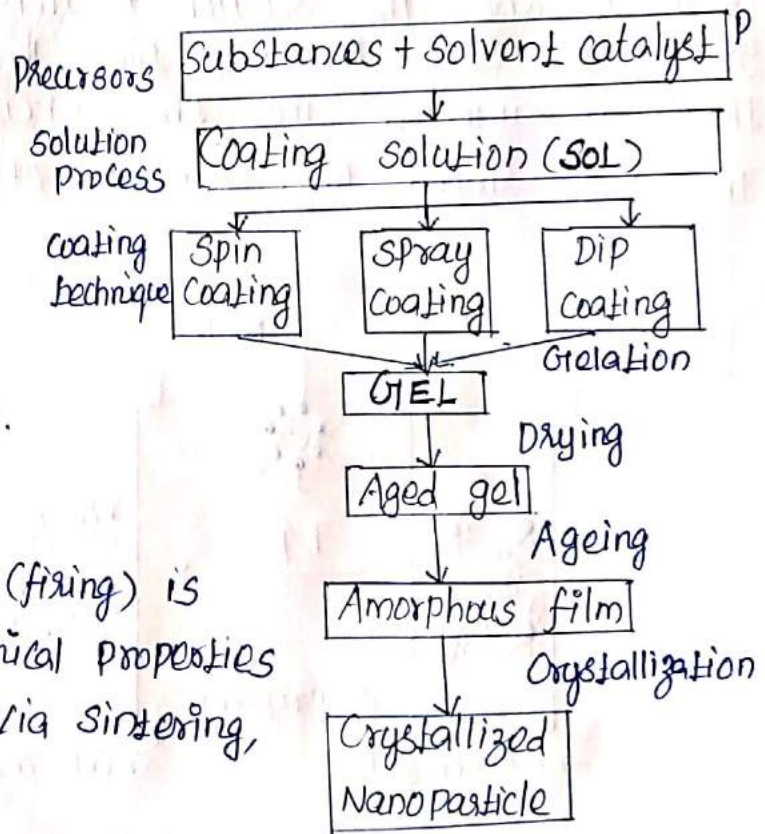 Precursors
Substances + Solvent catalyst
P
Solution
process
Coating solution (SOL)
Coating
technique
Spin
Coating
Spray
Coating
Dip
Coating
Gelation
GEL
Drying
Aged gel
Ageing
(firing) is
Amorphous film
ical properties
Crystallization
via Sintering,
Crystallized
Nanoparticle